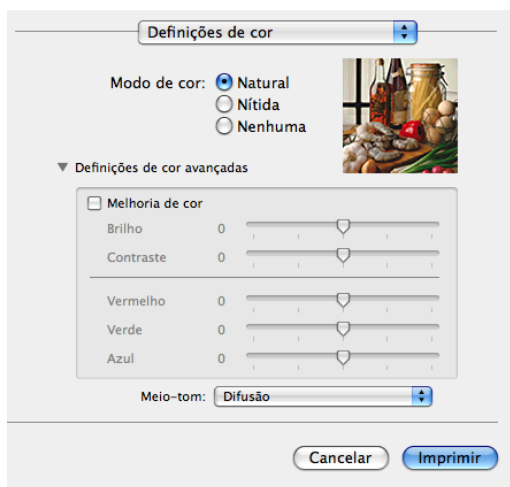 Definições de cor
Modo de cor: Natural
Nítida
Nenhuma
Definições de cor avançadas
Melhoria de cor
Brilho 0
Contraste 0
Vermelho 0
Verde 0
Azul 0
Meio-tom: Difusão
Cancelar Imprimir